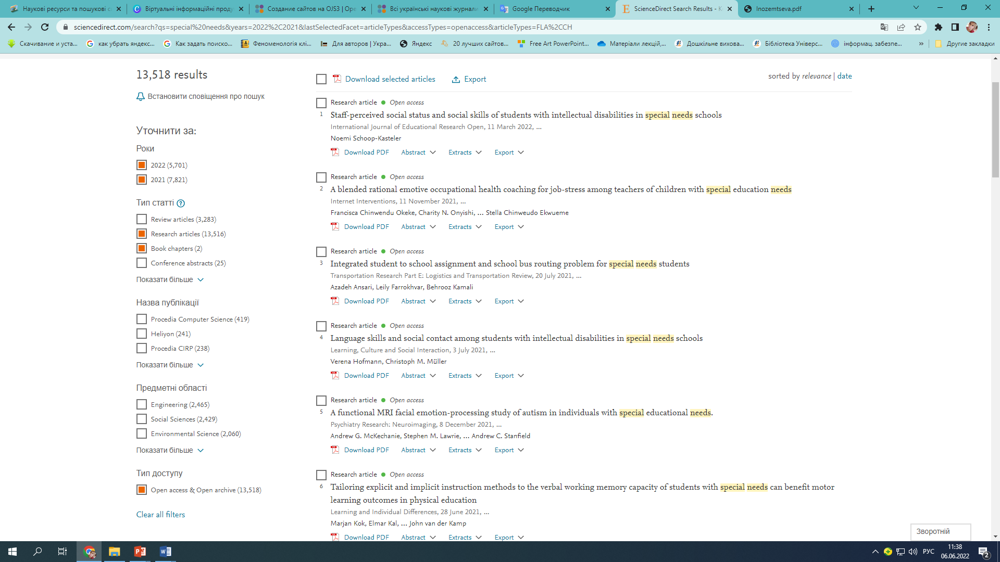 Наукові ресурси та пошукові с
Віртуальні інформаційні проду
Создание сайтов на OJS3 | Оре
Всі українські наукові журнали
Google Переводчик
ScienceDirect Search Results - К
Inozemtseva.pdf
sciencedirect.com/search?qs=special%20needs&years=2022%2C2021&lastSelectedFacet=articleTypes&accessTypes=openaccess&articleTypes=FLA%2CCH
Скачивание и уста...
как убрать яндекс...
Как задать поиско...
Феноменологія клі...
Для авторов | Укра...
Яндекс
20 лучших сайтов...
Free Art PowerPoint...
Матеріали лекцій,...
Дошкільне вихова...
Бібліотека Універс...
інформац. забезпе...
»
Другие закладки
13,518 results
Встановити сповіщення про пошук
Уточнити за:
Роки
2022 (5,701)
2021 (7,821)
Тип статті
Review articles (3,283)
Research articles (13,516)
Book chapters (2)
Conference abstracts (25)
Показати більше
Назва публікації
Procedia Computer Science (419)
Heliyon (241)
Procedia CIRP (238)
Показати більше
Предметні області
Engineering (2,465)
Social Sciences (2,429)
Environmental Science (2,060)
Показати більше
Тип доступу
Open access & Open archive (13,518)
Clear all filters
Download selected articles Export
sorted by relevance | date
Research article Open access
1 Staff-perceived social status and social skills of students with intellectual disabilities in special needs schools
International Journal of Educational Research Open, 11 March 2022, ...
Noemi Schoop-Kasteler
Download PDF Abstract Extracts Export
Research article Open access
2 A blended rational emotive occupational health coaching for job-stress among teachers of children with special education needs
Internet Interventions, 11 November 2021, ...
Francisca Chinwendu Okeke, Charity N. Onyishi, ... Stella Chinweudo Ekwueme
Download PDF Abstract Extracts Export
Research article Open access
3 Integrated student to school assignment and school bus routing problem for special needs students
Transportation Research Part E: Logistics and Transportation Review, 20 July 2021, ...
Azadeh Ansari, Leily Farrokhvar, Behrooz Kamali
Download PDF Abstract Extracts Export
Research article Open access
4 Language skills and social contact among students with intellectual disabilities in special needs schools
Learning, Culture and Social Interaction, 3 July 2021, ...
Verena Hofmann, Christoph M. Müller
Download PDF Abstract Extracts Export
Research article Open access
5 A functional MRI facial emotion-processing study of autism in individuals with special educational needs.
Psychiatry Research: Neuroimaging, 8 December 2021, ...
Andrew G. McKechanie, Stephen M. Lawrie, ... Andrew C. Stanfield
Download PDF Abstract Extracts Export
Research article Open access
6 Tailoring explicit and implicit instruction methods to the verbal working memory capacity of students with special needs can benefit motor
learning outcomes in physical education
Learning and Individual Differences, 28 June 2021, ...
Marjan Kok, Elmar Kal, ... John van der Kamp
Download PDF Abstract Extracts Export
Зворотній
РУС
11:38
06.06.2022
2